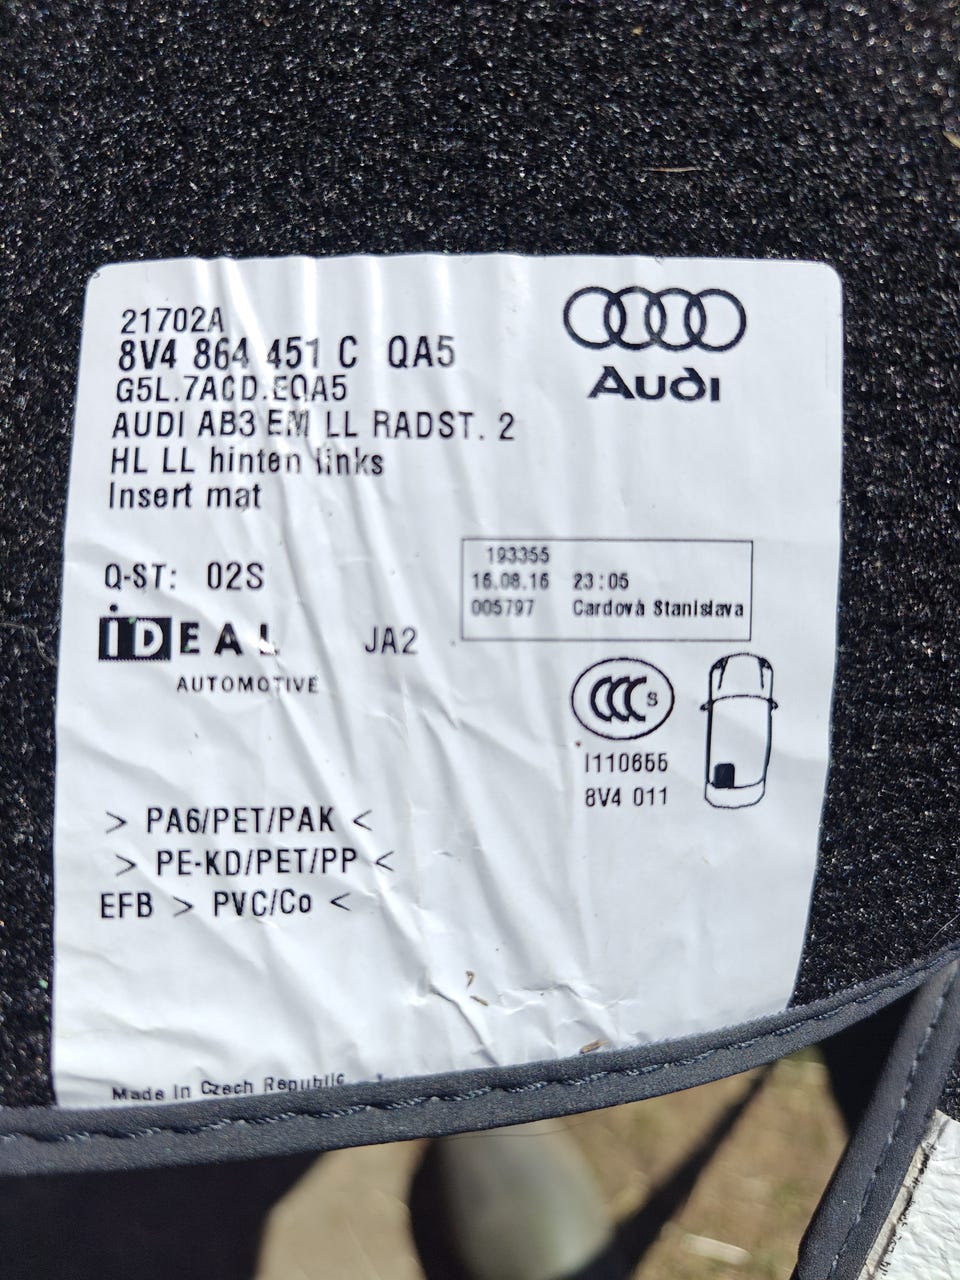 21702A
8V4 864 451 C QA5
G5L.7ACD.EQA5
AUDI AB3 EM LL RADST. 2
HL LL hinten links
Insert mat
Audi
Q-ST: 02S
193355
16.08.16 23:05
005797 Cardová Stanislava
IDEAL
AUTOMOTIVE
JA2
CCC S
I110655
8V4 011
> PA6/PET/PAK <
> PE-KD/PET/PP <
EFB > PVC/Co <
Made In Czech Republic